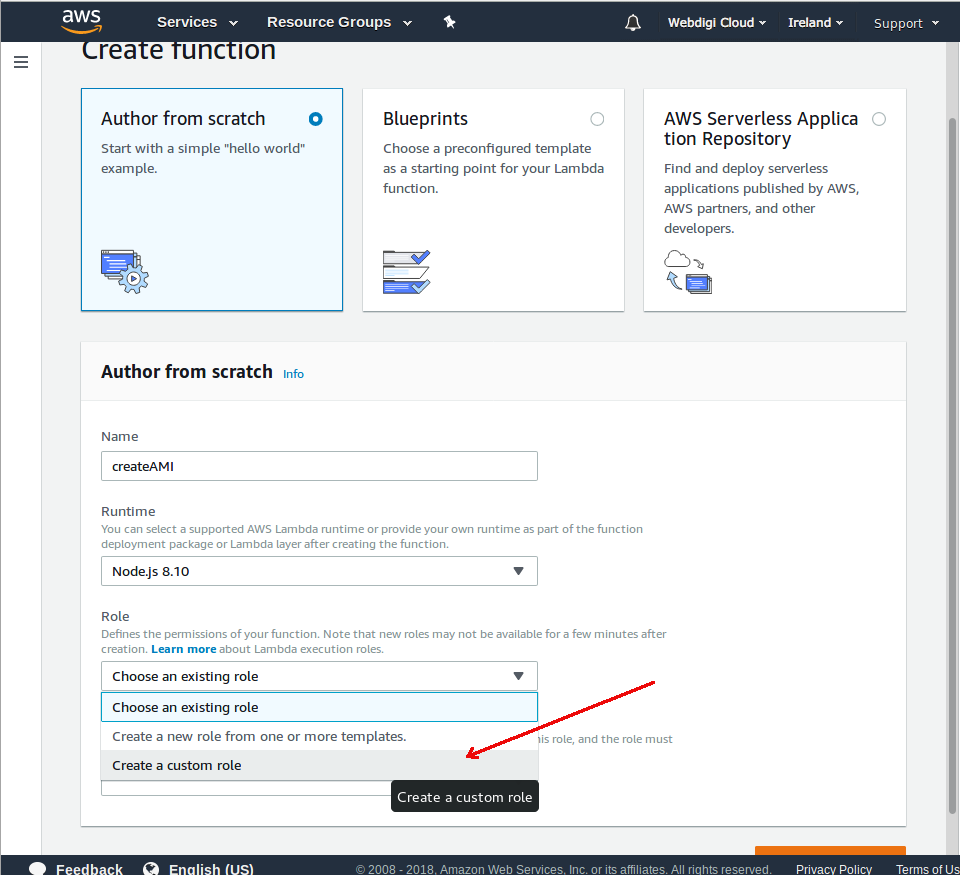 aws Services Resource Groups Webdigi Cloud Ireland Support
Create function
Author from scratch
Start with a simple "hello world"
example.
Blueprints
Choose a preconfigured template
as a starting point for your Lambda
function.
AWS Serverless Applica
tion Repository
Find and deploy serverless
applications published by AWS,
AWS partners, and other
developers.
Author from scratch Info
Name
createAMI
Runtime
You can select a supported AWS Lambda runtime or provide your own runtime as part of the function
deployment package or Lambda layer after creating the function.
Node.js 8.10
Role
Defines the permissions of your function. Note that new roles may not be available for a few minutes after
creation. Learn more about Lambda execution roles.
Choose an existing role
Choose an existing role
Create a new role from one or more templates.
his role, and the role must
Create a custom role
Create a custom role
Feedback English (US) © 2008 - 2018, Amazon Web Services, Inc. or its affiliates. All rights reserved. Privacy Policy Terms of Us